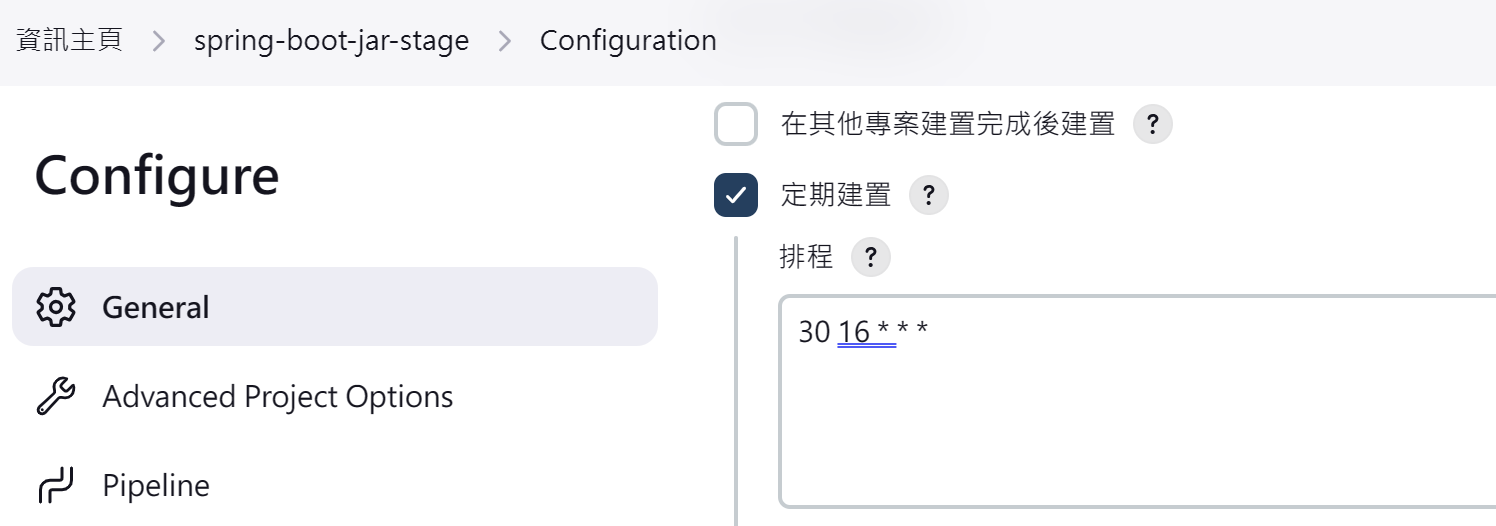 資訊主頁 > spring-boot-jar-stage > Configuration
Configure
General
Advanced Project Options
Pipeline
在其他專案建置完成後建置 ?
定期建置 ?
排程 ?
30 16 * * *